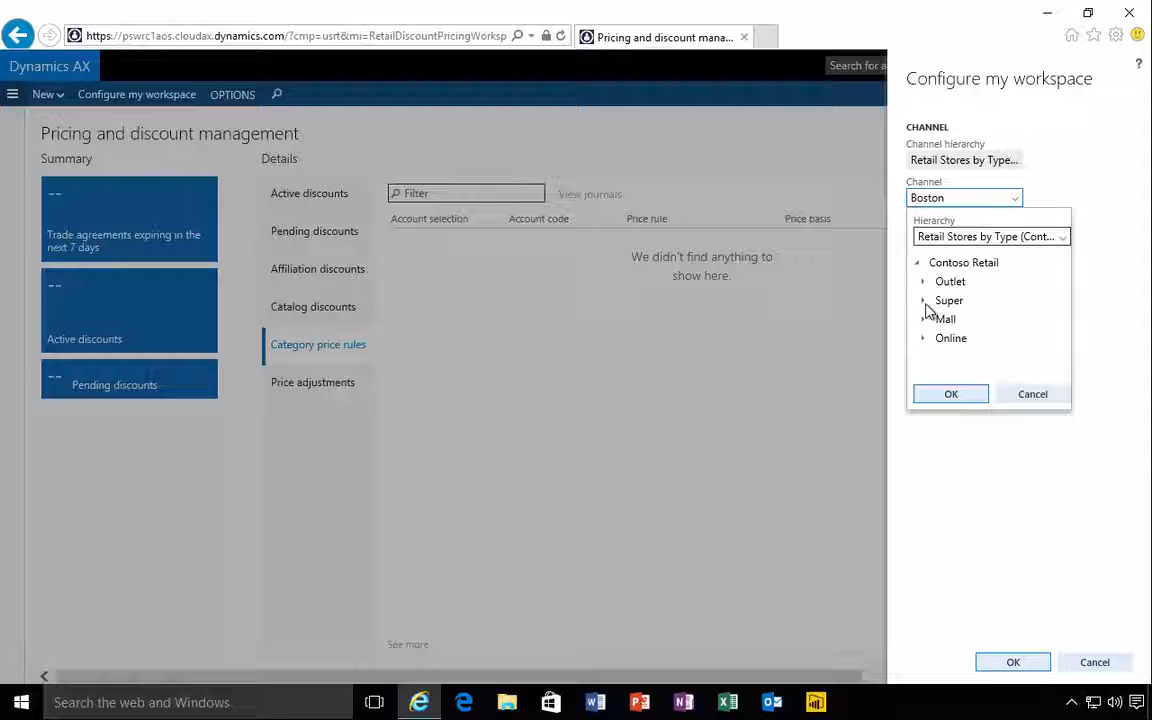 https://pswrc1aos.cloudax.dynamics.com/?cmp=usrt&mi=RetailDiscountPricingWorksp
Pricing and discount mana...
Dynamics AX
Search for a
New
Configure my workspace
OPTIONS
Pricing and discount management
Summary
--
Trade agreements expiring in the
next 7 days
--
Active discounts
--
Pending discounts
Details
Active discounts
Pending discounts
Affiliation discounts
Catalog discounts
Category price rules
Price adjustments
Filter
View journals
Account selection
Account code
Price rule
Price basis
We didn't find anything to
show here.
See more
?
Configure my workspace
CHANNEL
Channel hierarchy
Retail Stores by Type...
Channel
Boston
Hierarchy
Retail Stores by Type (Cont...
Contoso Retail
Outlet
Super
Mall
Online
OK
Cancel
OK
Cancel
Search the web and Windows